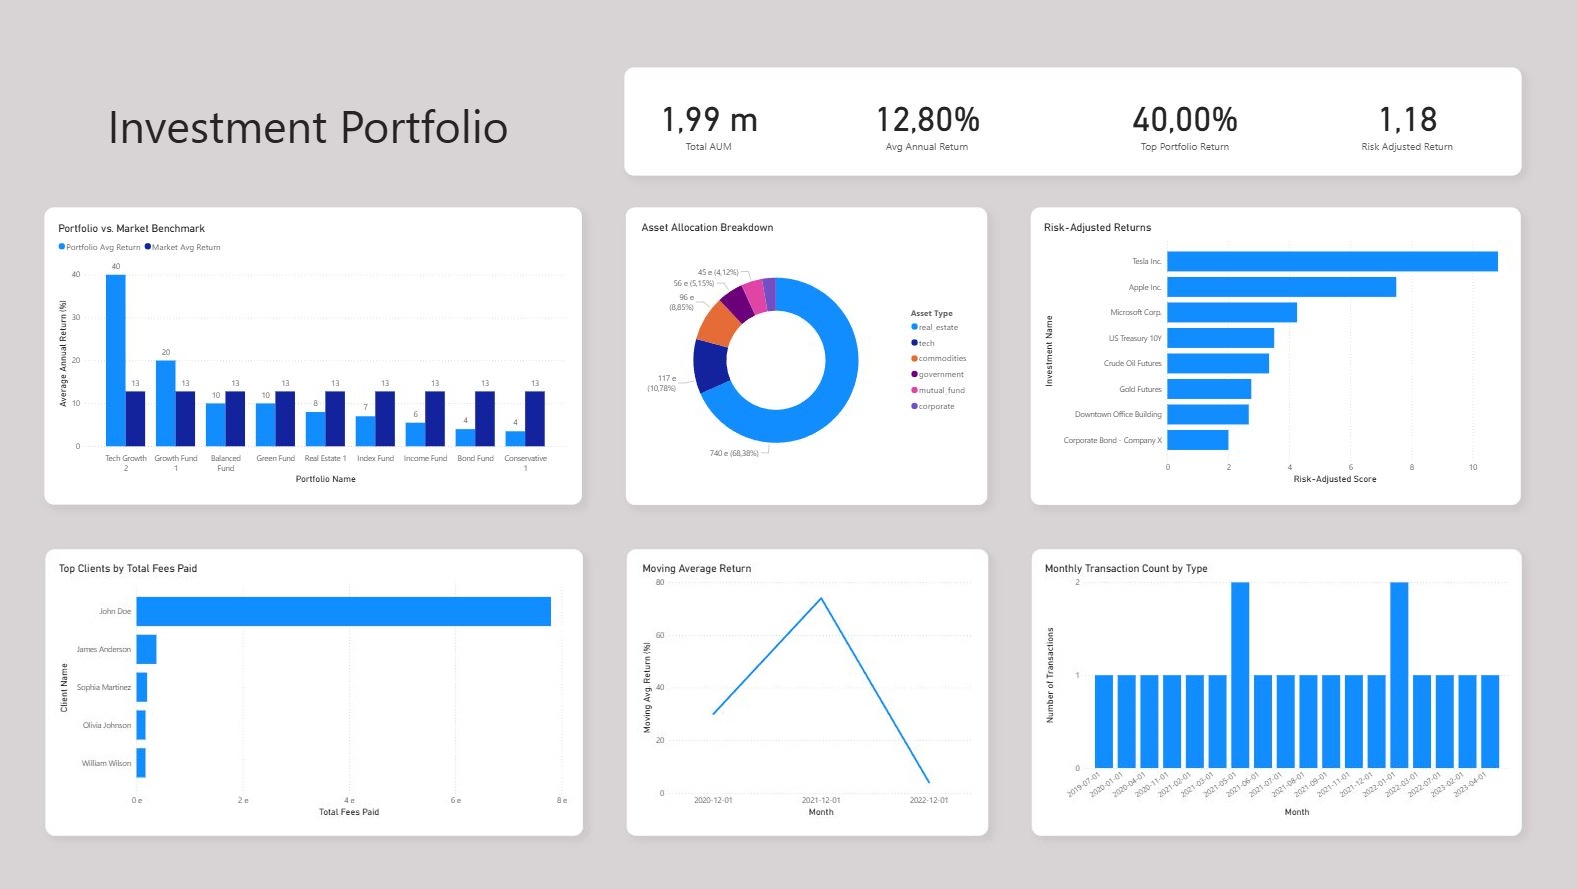 Investment Portfolio
1,99 m
Total AUM
12,80%
Avg Annual Return
40,00%
Top Portfolio Return
1,18
Risk Adjusted Return
Portfolio vs. Market Benchmark
Portfolio Avg Return Market Avg Return
Average Annual Return (%)
40
30
20
10
0
40 13
20 13
10 13
10 13
8 13
7 13
6 13
4 13
4 13
Tech Growth 2
Growth Fund 1
Balanced Fund
Green Fund
Real Estate 1
Index Fund
Income Fund
Bond Fund
Conservative 1
Portfolio Name
Asset Allocation Breakdown
45 e (4,12%)
56 e (5,15%)
96 e
(8,85%)
117 e
(10,78%)
740 e (68,38%)
Asset Type
real_estate
tech
commodities
government
mutual_fund
corporate
Risk-Adjusted Returns
Investment Name
Tesla Inc.
Apple Inc.
Microsoft Corp.
US Treasury 10Y
Crude Oil Futures
Gold Futures
Downtown Office Building
Corporate Bond - Company X
0 2 4 6 8 10
Risk-Adjusted Score
Top Clients by Total Fees Paid
Client Name
John Doe
James Anderson
Sophia Martinez
Olivia Johnson
William Wilson
0 e 2 e 4 e 6 e 8 e
Total Fees Paid
Moving Average Return
Moving Avg. Return (%)
80
60
40
20
0
2020-12-01 2021-12-01 2022-12-01
Month
Monthly Transaction Count by Type
Number of Transactions
2
1
0
2019-07-01 2020-01-01 2020-04-01 2020-11-01 2021-02-01 2021-03-01 2021-05-01 2021-06-01 2021-07-01 2021-08-01 2021-09-01 2021-11-01 2021-12-01 2022-01-01 2022-03-01 2022-07-01 2023-02-01 2023-04-01
Month